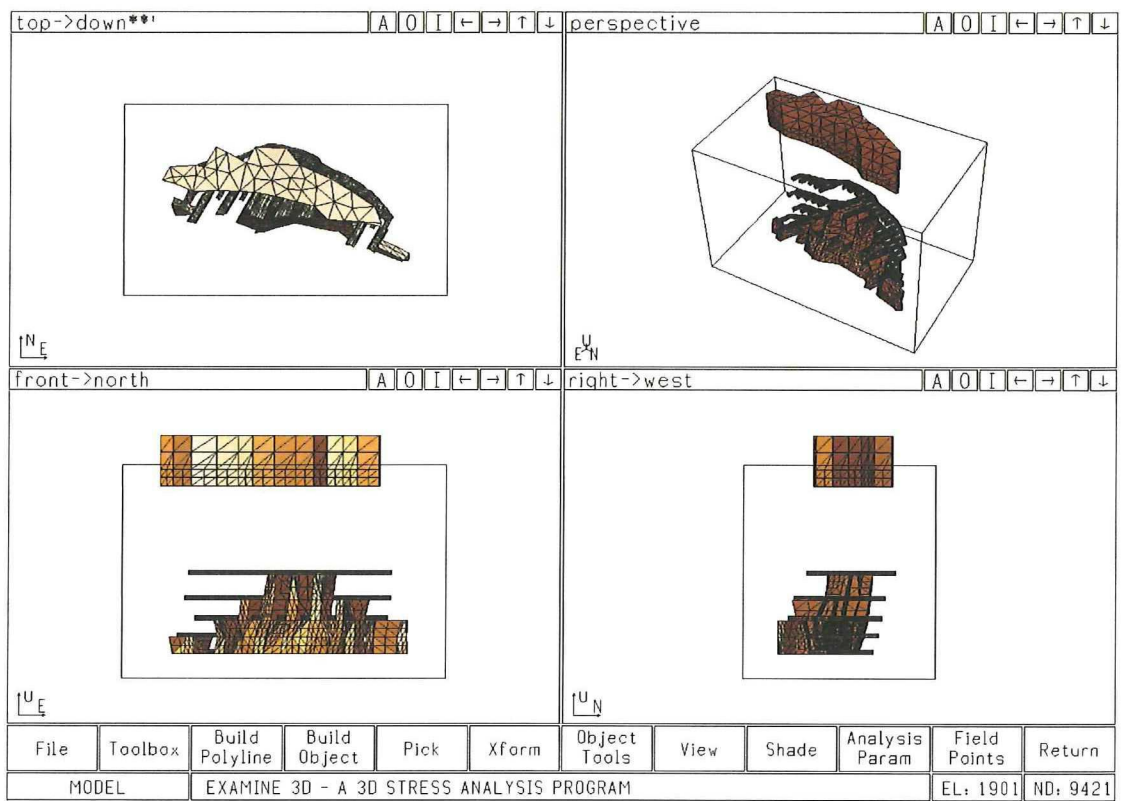 top->down**' A O I ← → ↑ ↓
perspective A O I ← → ↑ ↓
N E
E U N
front->north A O I ← → ↑ ↓
right->west A O I ← → ↑ ↓
U E
U N
File
Toolbox
Build
Polyline
Build
Object
Pick
Xform
Object
Tools
View
Shade
Analysis
Param
Field
Points
Return
MODEL
EXAMINE 3D - A 3D STRESS ANALYSIS PROGRAM
EL: 1901
ND: 9421